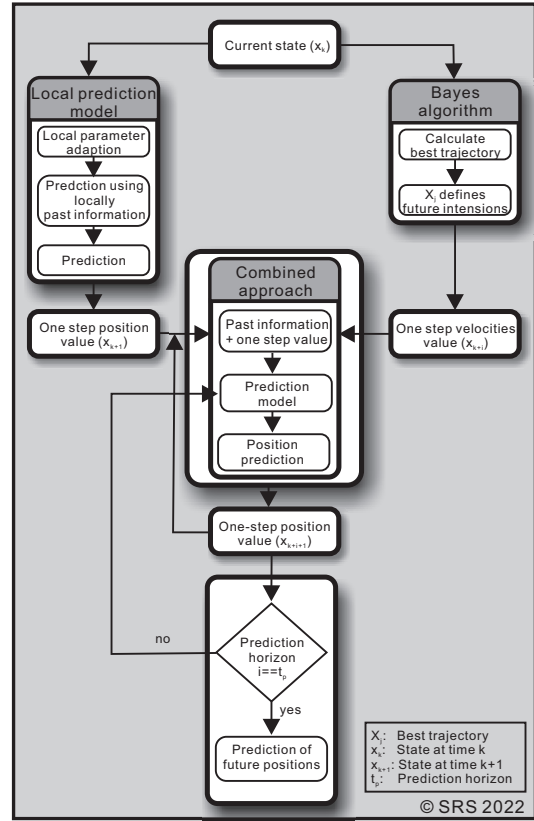 Current state (xₖ)
Local prediction
model
Local parameter
adaption
Predction using
locally
past information
Prediction
One step position
value (xₖ₊₁)
Bayes
algorithm
Calculate
best trajectory
Xⱼ defines
future intensions
One step velocities
value (xₖ₊ᵢ)
Combined
approach
Past information
+ one step value
Prediction
model
Position
prediction
One-step position
value (xₖ₊ᵢ₊₁)
no
Prediction
horizon
i==tₚ
yes
Prediction of
future positions
Xⱼ: Best trajectory
xₖ: State at time k
xₖ₊₁: State at time k+1
tₚ: Prediction horizon
© SRS 2022